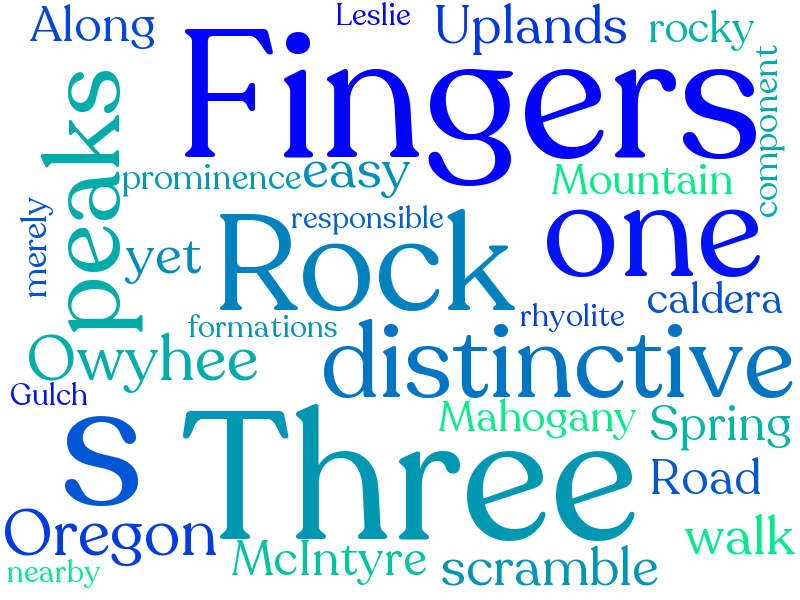 Along
Leslie
Uplands
rocky
Fingers
component
peaks
prominence
easy
Mountain
merely
responsible
one
yet
Rock
caldera
rhyolite
formations
Owyhee
distinctive
Gulch
s
Three
Mahogany
Spring
Road
Oregon
McIntyre
scramble
walk
nearby